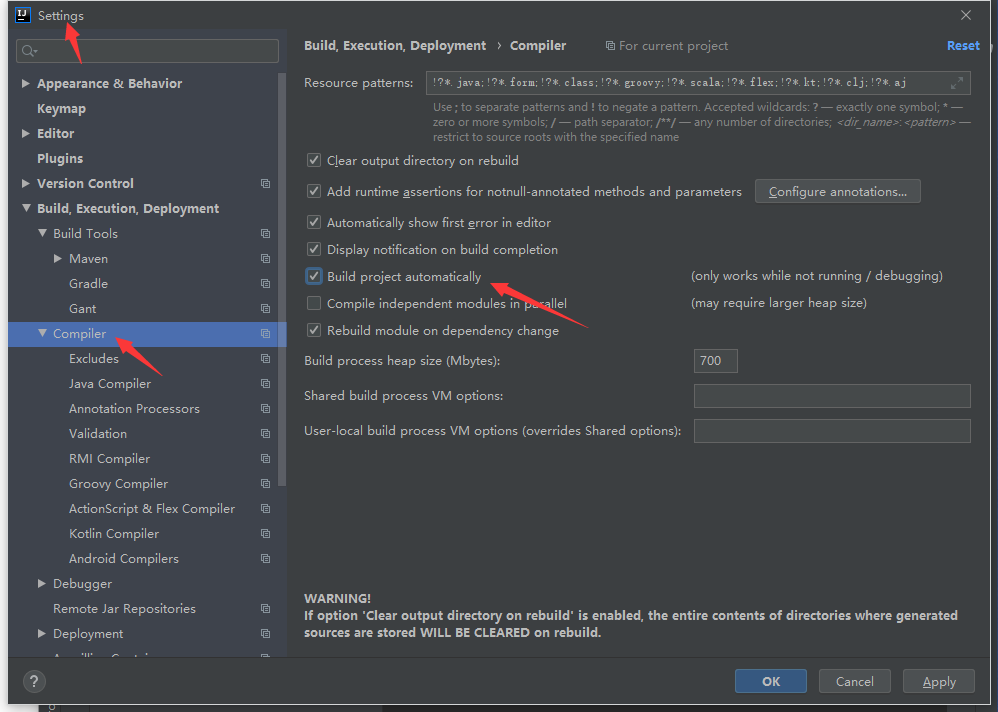 Settings
Appearance & Behavior
Keymap
Editor
Plugins
Version Control
Build, Execution, Deployment
Build Tools
Maven
Gradle
Gant
Compiler
Excludes
Java Compiler
Annotation Processors
Validation
RMI Compiler
Groovy Compiler
ActionScript & Flex Compiler
Kotlin Compiler
Android Compilers
Debugger
Remote Jar Repositories
Deployment
Build, Execution, Deployment › Compiler For current project Reset
Resource patterns: !?*.java;!?*.form;!?*.class;!?*.groovy;!?*.scala;!?*.flex;!?*.kt;!?*.clj;!?*.aj
Use ; to separate patterns and ! to negate a pattern. Accepted wildcards: ? — exactly one symbol; * —
zero or more symbols; / — path separator; /**/ — any number of directories; <dir_name>:<pattern> —
restrict to source roots with the specified name
Clear output directory on rebuild
Add runtime assertions for notnull-annotated methods and parameters Configure annotations...
Automatically show first error in editor
Display notification on build completion
Build project automatically (only works while not running / debugging)
Compile independent modules in parallel (may require larger heap size)
Rebuild module on dependency change
Build process heap size (Mbytes): 700
Shared build process VM options:
User-local build process VM options (overrides Shared options):
WARNING!
If option 'Clear output directory on rebuild' is enabled, the entire contents of directories where generated
sources are stored WILL BE CLEARED on rebuild.
? OK Cancel Apply